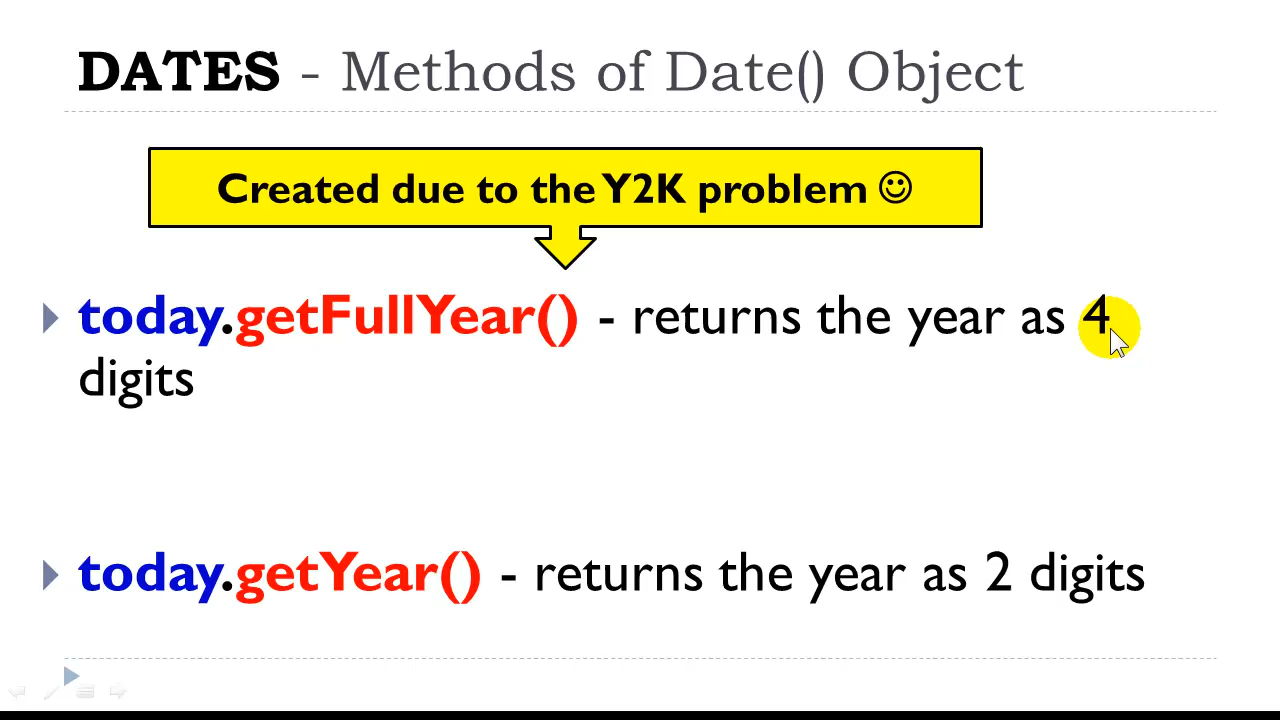 DATES - Methods of Date() Object
Created due to the Y2K problem ☺
today.getFullYear() - returns the year as 4
digits
today.getYear() - returns the year as 2 digits